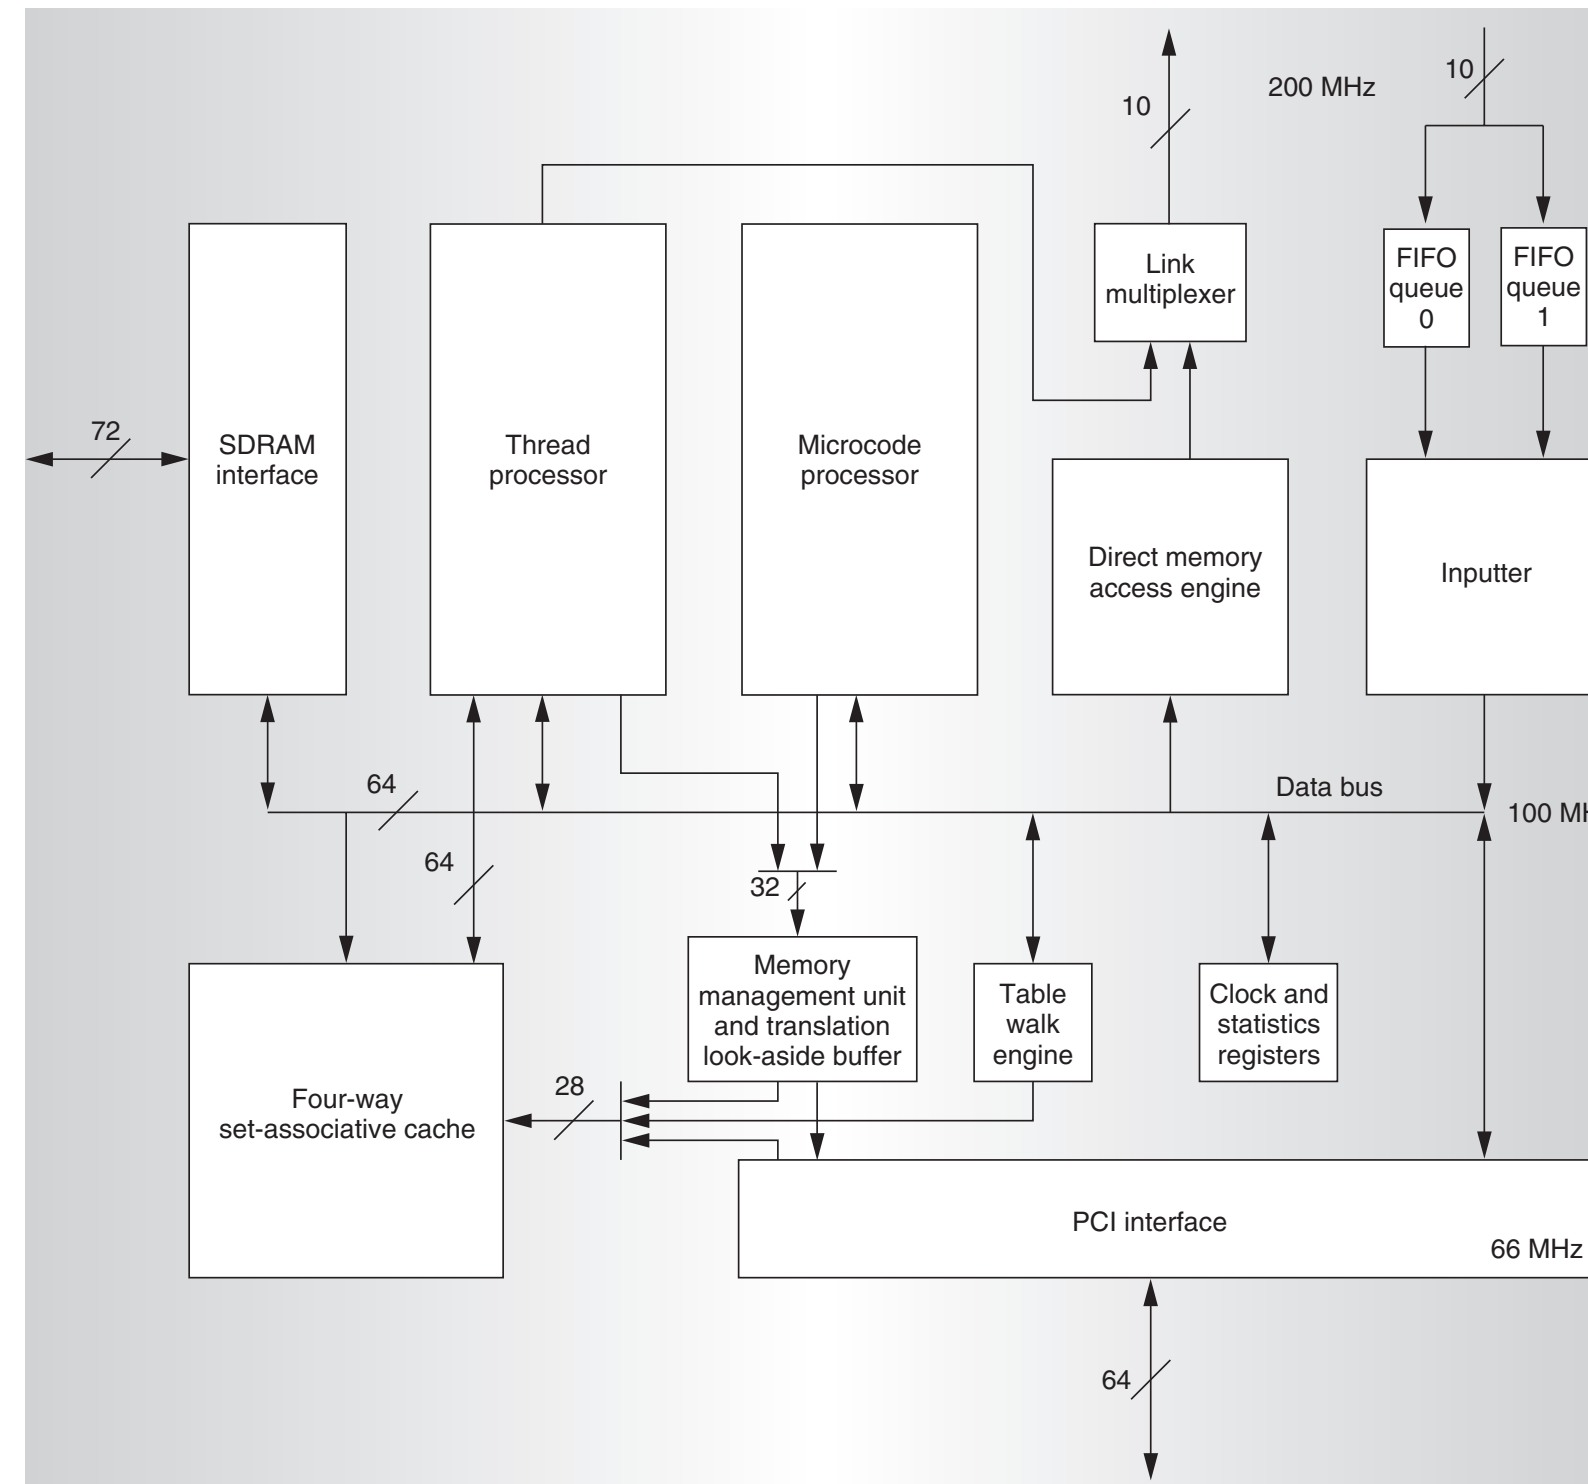 10
200 MHz
10
Link
multiplexer
FIFO
queue
0
FIFO
queue
1
72
SDRAM
interface
Thread
processor
Microcode
processor
Direct memory
access engine
Inputter
64
Data bus
100 MH
64
32
Memory
management unit
and translation
look-aside buffer
Table
walk
engine
Clock and
statistics
registers
28
Four-way
set-associative cache
PCI interface
66 MHz
64